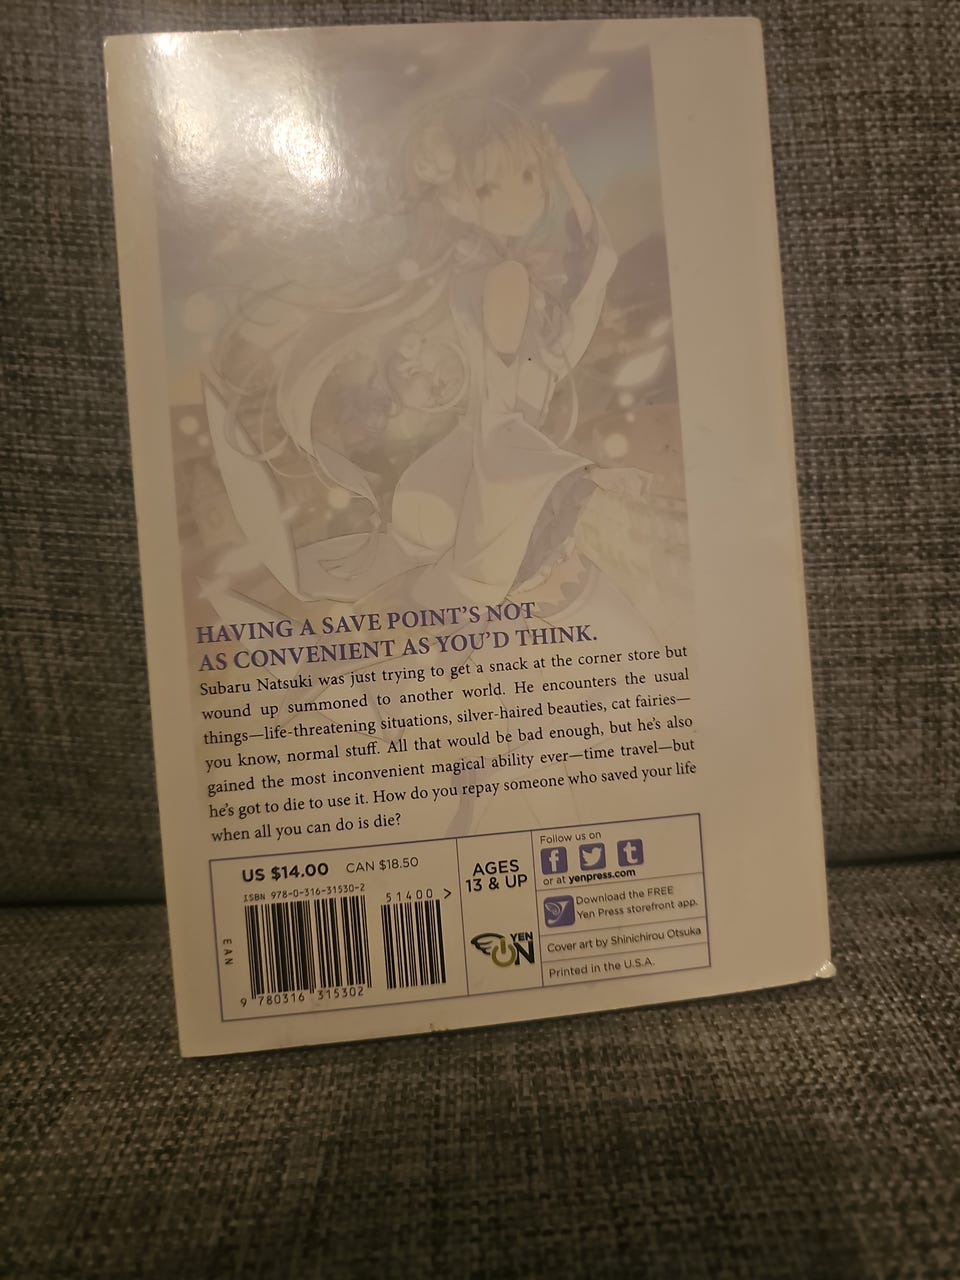 HAVING A SAVE POINT'S NOT
AS CONVENIENT AS YOU'D THINK.
Subaru Natsuki was just trying to get a snack at the corner store but
wound up summoned to another world. He encounters the usual
things—life-threatening situations, silver-haired beauties, cat fairies—
you know, normal stuff. All that would be bad enough, but he's also
gained the most inconvenient magical ability ever—time travel—but
he's got to die to use it. How do you repay someone who saved your life
when all you can do is die?
US $14.00 CAN $18.50
ISBN 978-0-316-31530-2
51400 >
EAN
9 780316 315302
AGES
13 & UP
YEN
ON
Follow us on
f t
or at yenpress.com
Download the FREE
Yen Press storefront app.
Cover art by Shinichirou Otsuka
Printed in the U.S.A.